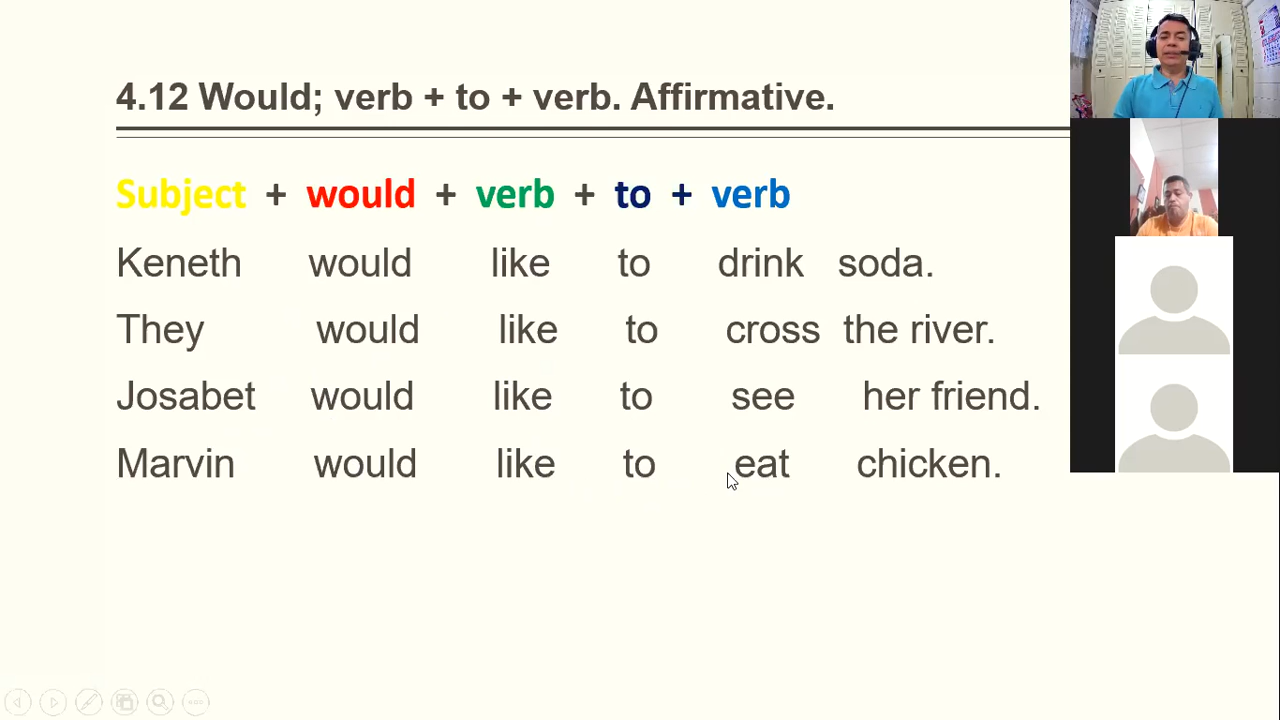 4.12 Would; verb + to + verb. Affirmative.
Subject + would + verb + to + verb
Keneth would like to drink soda.
They would like to cross the river.
Josabet would like to see her friend.
Marvin would like to eat chicken.